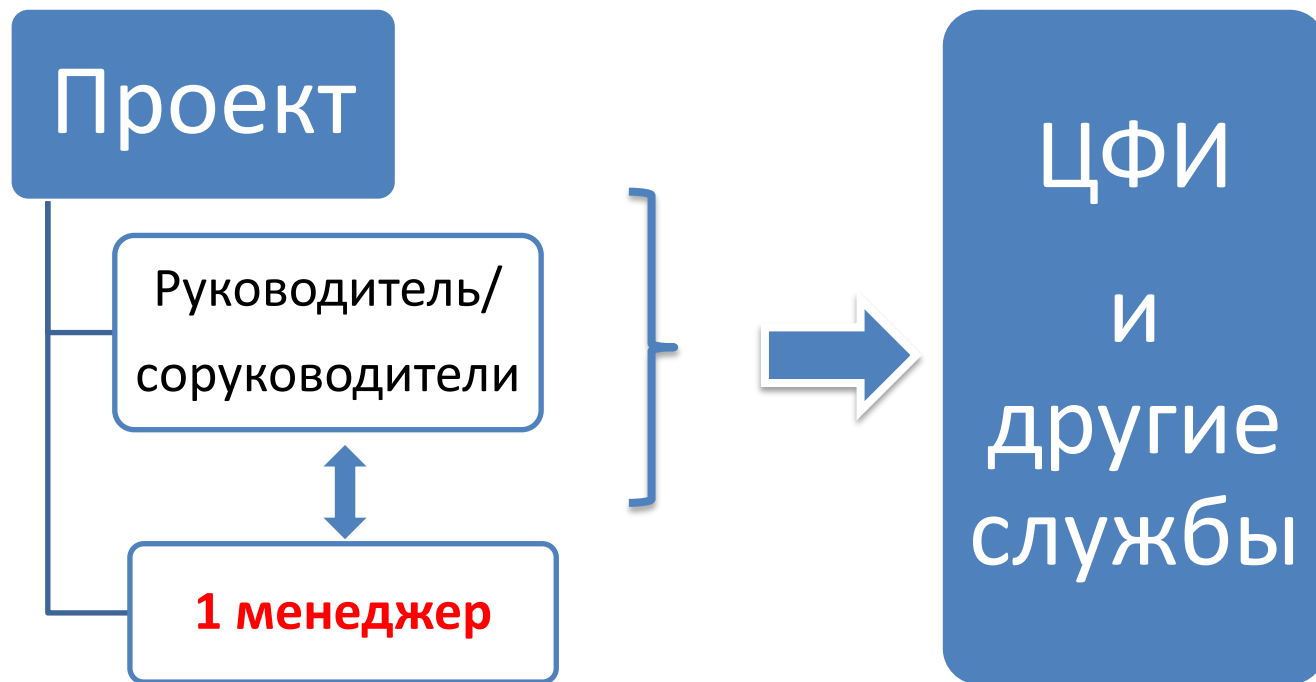 Проект
Руководитель/
соруководители
1 менеджер
ЦФИ
и
другие
службы